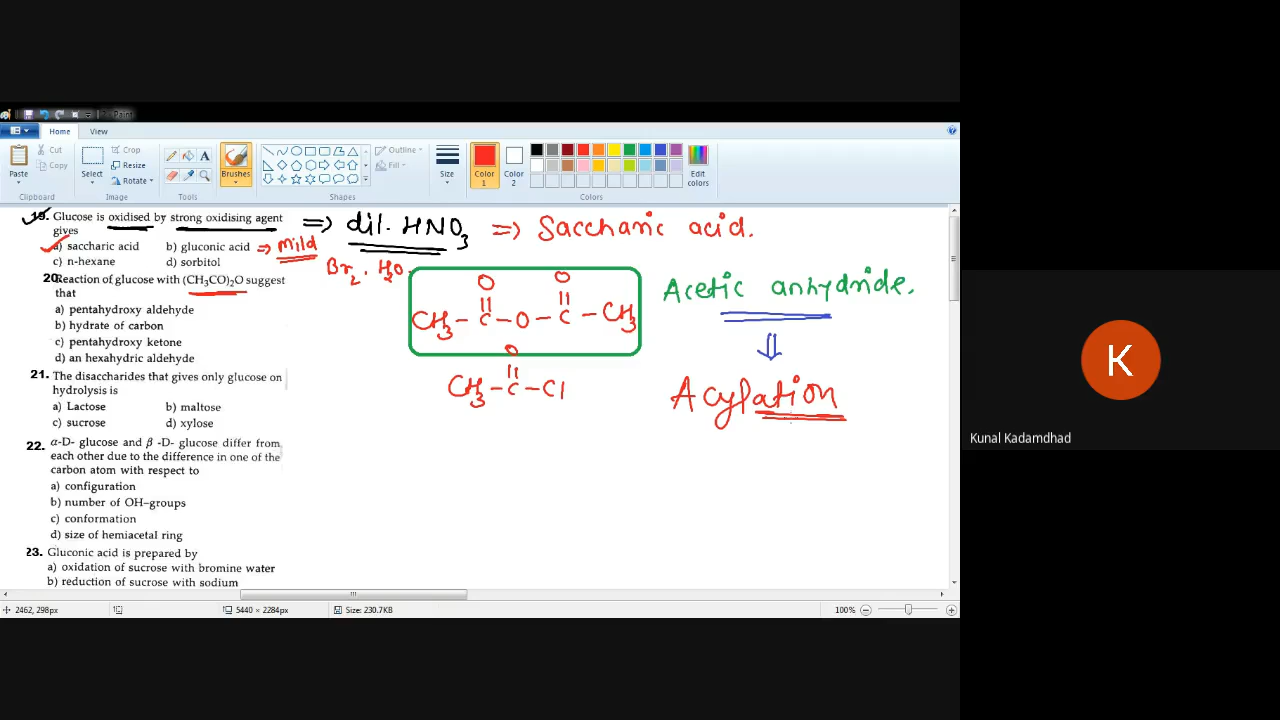 Paint
Home View
Paste
Cut
Copy
Clipboard
Select
Crop
Resize
Rotate
Image
A
Tools
Brushes
Outline
Fill
Shapes
Size
Color 1
Color 2
Edit colors
Colors
19. Glucose is oxidised by strong oxidising agent ⇒ dil. HNO3 ⇒ Saccharic acid.
gives
a) saccharic acid b) gluconic acid ⇒ mild
c) n-hexane d) sorbitol Br2. H2O
20. Reaction of glucose with (CH3CO)2O suggest
that
a) pentahydroxy aldehyde
b) hydrate of carbon
c) pentahydroxy ketone
d) an hexahydric aldehyde
21. The disaccharides that gives only glucose on
hydrolysis is
a) Lactose b) maltose
c) sucrose d) xylose
22. α-D- glucose and β -D- glucose differ from
each other due to the difference in one of the
carbon atom with respect to
a) configuration
b) number of OH–groups
c) conformation
d) size of hemiacetal ring
23. Gluconic acid is prepared by
a) oxidation of sucrose with bromine water
b) reduction of sucrose with sodium
O O
CH3 – C – O – C – CH3
Acetic anhydride.
⇓
O
CH3 – C – Cl
Acylation
K
Kunal Kadamdhad
2462, 298px
5440 × 2284px
Size: 230.7KB
100%